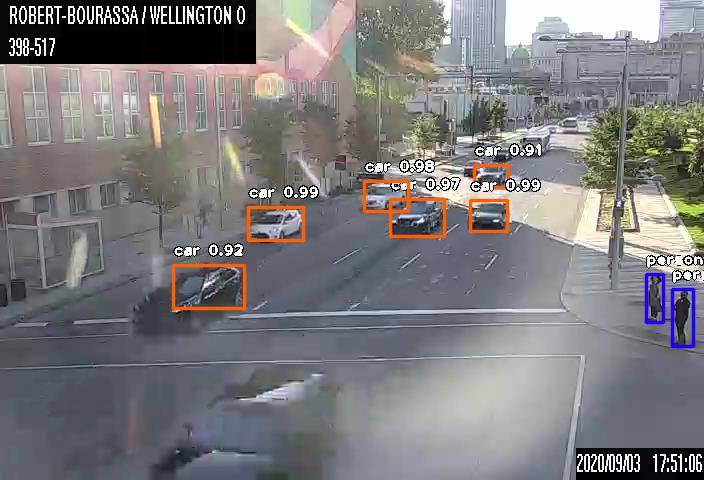 ROBERT-BOURASSA / WELLINGTON O
398-517
car 0.91
car 0.98
car 0.97
car 0.99
car 0.99
car 0.92
person
per
2020/09/03 17:51:06